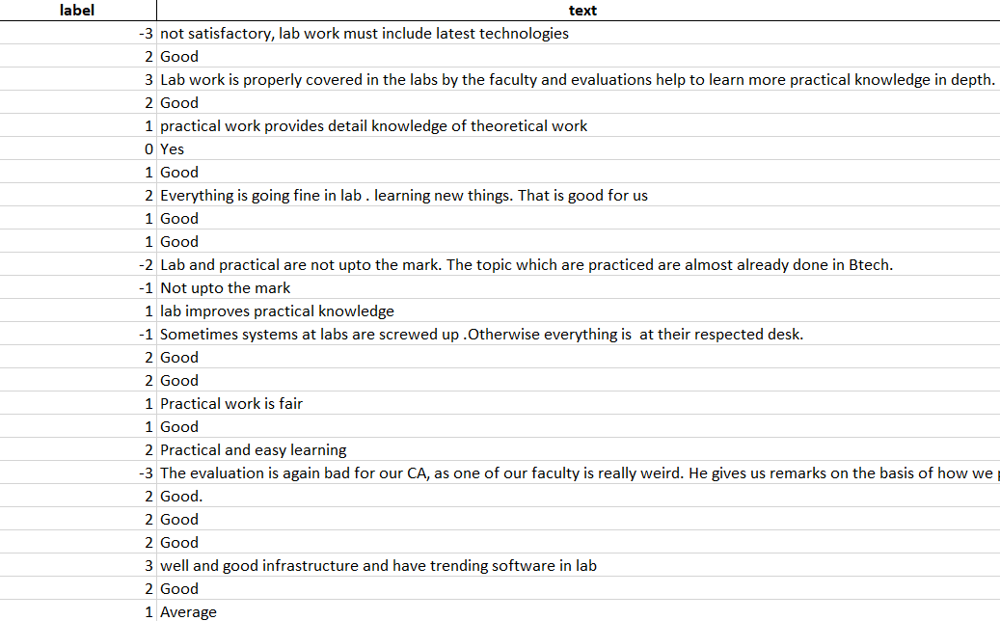 label text
-3 not satisfactory, lab work must include latest technologies
2 Good
3 Lab work is properly covered in the labs by the faculty and evaluations help to learn more practical knowledge in depth.
2 Good
1 practical work provides detail knowledge of theoretical work
0 Yes
1 Good
2 Everything is going fine in lab . learning new things. That is good for us
1 Good
1 Good
-2 Lab and practical are not upto the mark. The topic which are practiced are almost already done in Btech.
-1 Not upto the mark
1 lab improves practical knowledge
-1 Sometimes systems at labs are screwed up .Otherwise everything is  at their respected desk.
2 Good
2 Good
1 Practical work is fair
1 Good
2 Practical and easy learning
-3 The evaluation is again bad for our CA, as one of our faculty is really weird. He gives us remarks on the basis of how we
2 Good.
2 Good
2 Good
3 well and good infrastructure and have trending software in lab
2 Good
1 Average